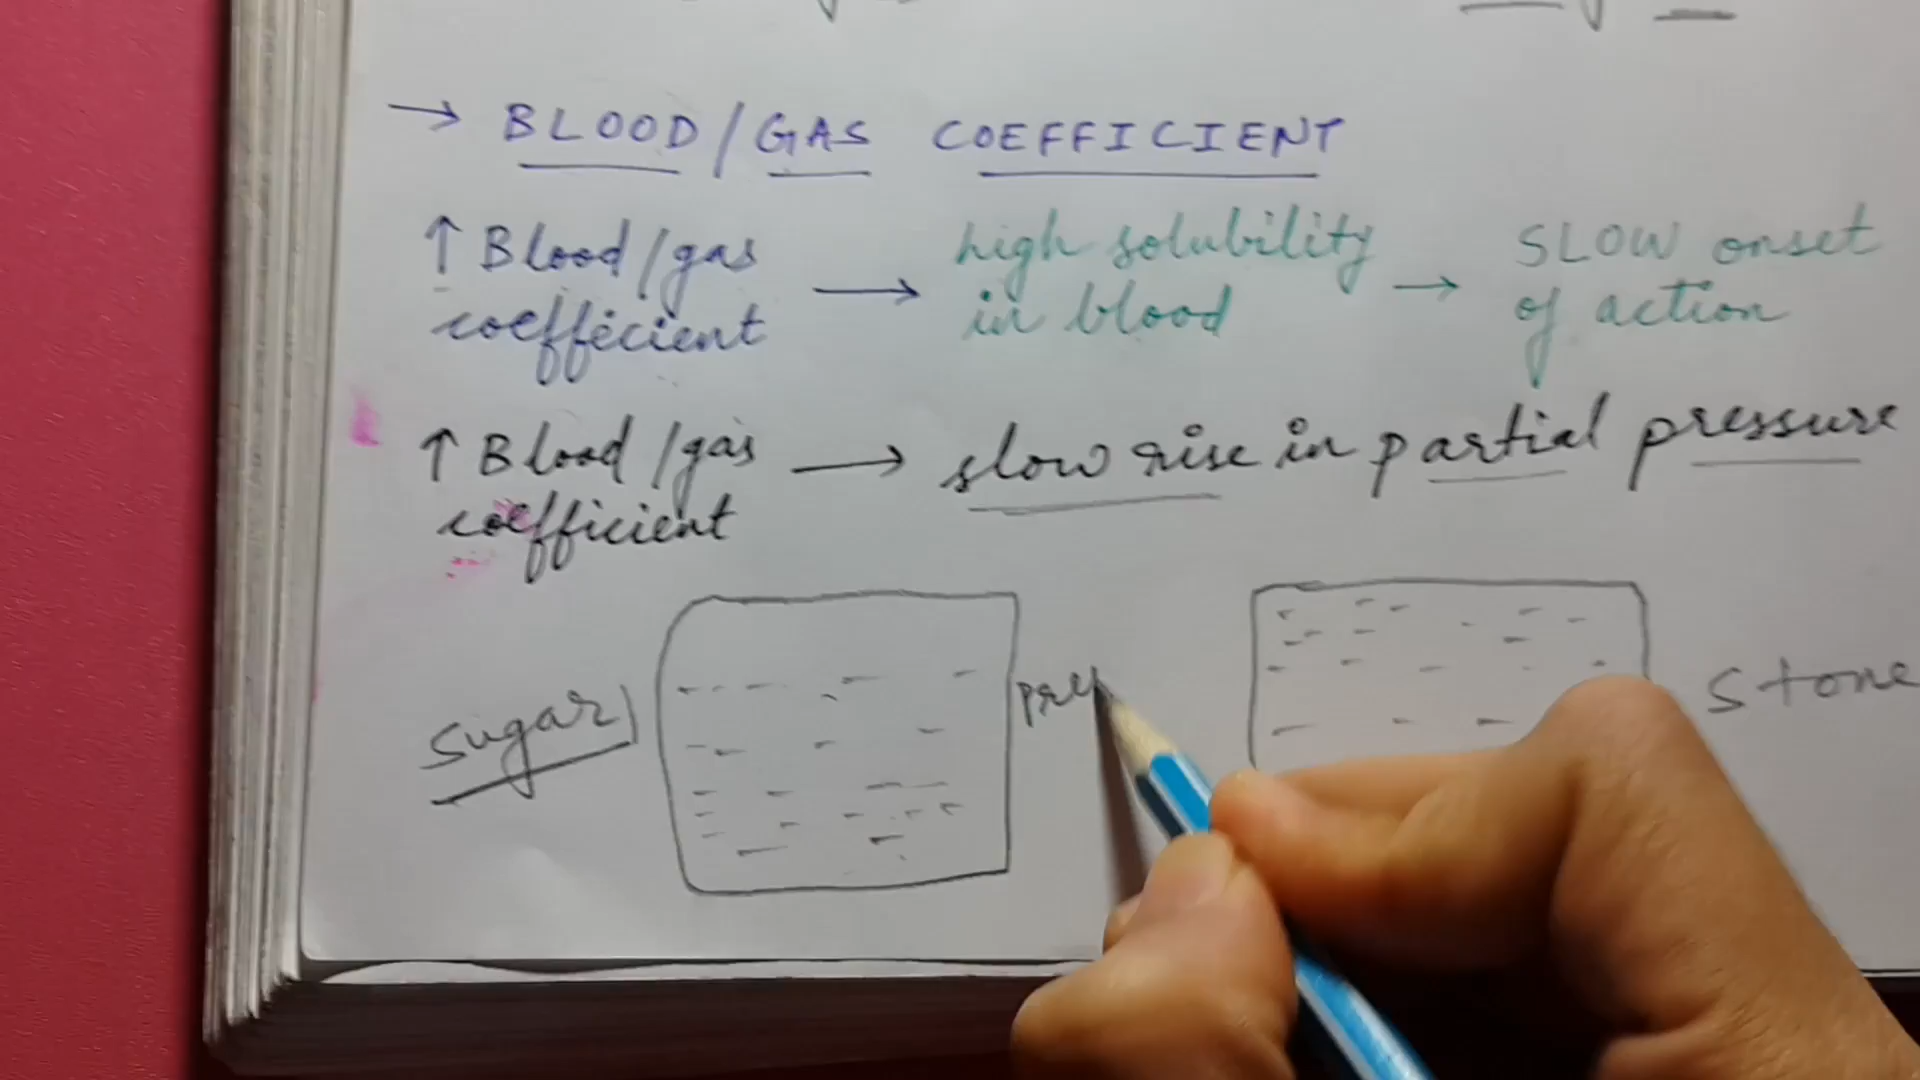 → BLOOD/GAS COEFFICIENT
↑ Blood/gas coefficient → high solubility in blood → SLOW onset of action
↑ Blood/gas coefficient → slow rise in partial pressure
sugar
pres
stone